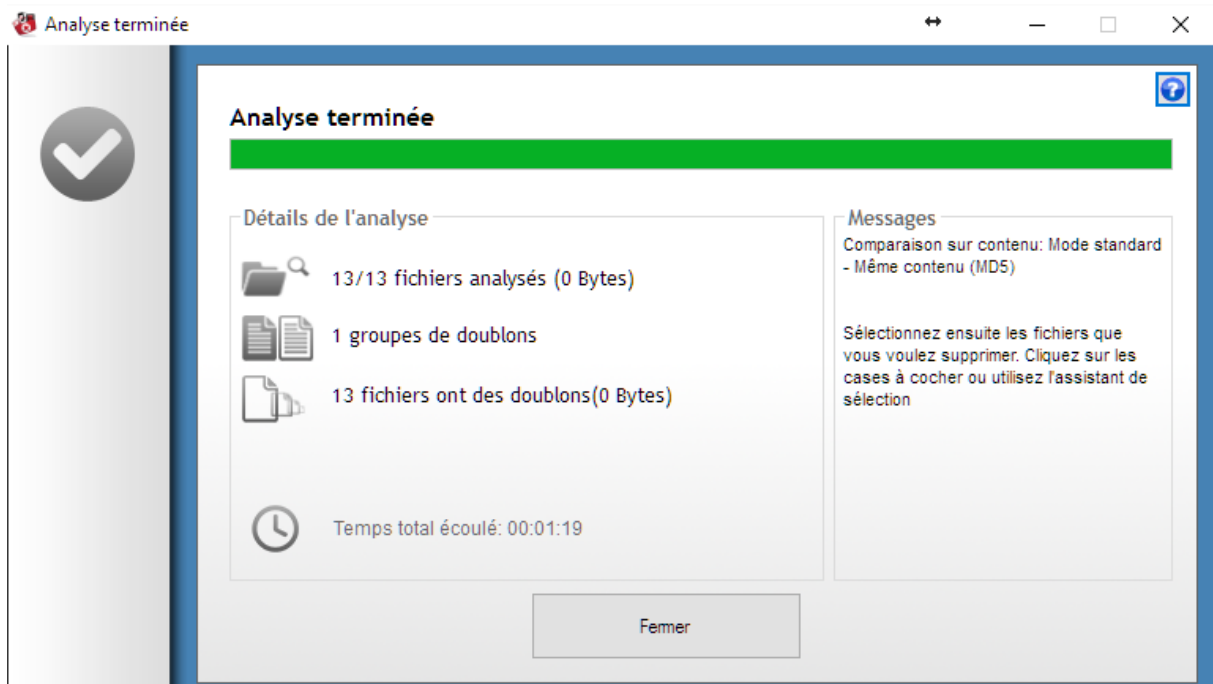 Analyse terminée
Analyse terminée
Détails de l'analyse
13/13 fichiers analysés (0 Bytes)
1 groupes de doublons
13 fichiers ont des doublons(0 Bytes)
Temps total écoulé: 00:01:19
Messages
Comparaison sur contenu: Mode standard
- Même contenu (MD5)
Sélectionnez ensuite les fichiers que
vous voulez supprimer. Cliquez sur les
cases à cocher ou utilisez l'assistant de
sélection
Fermer